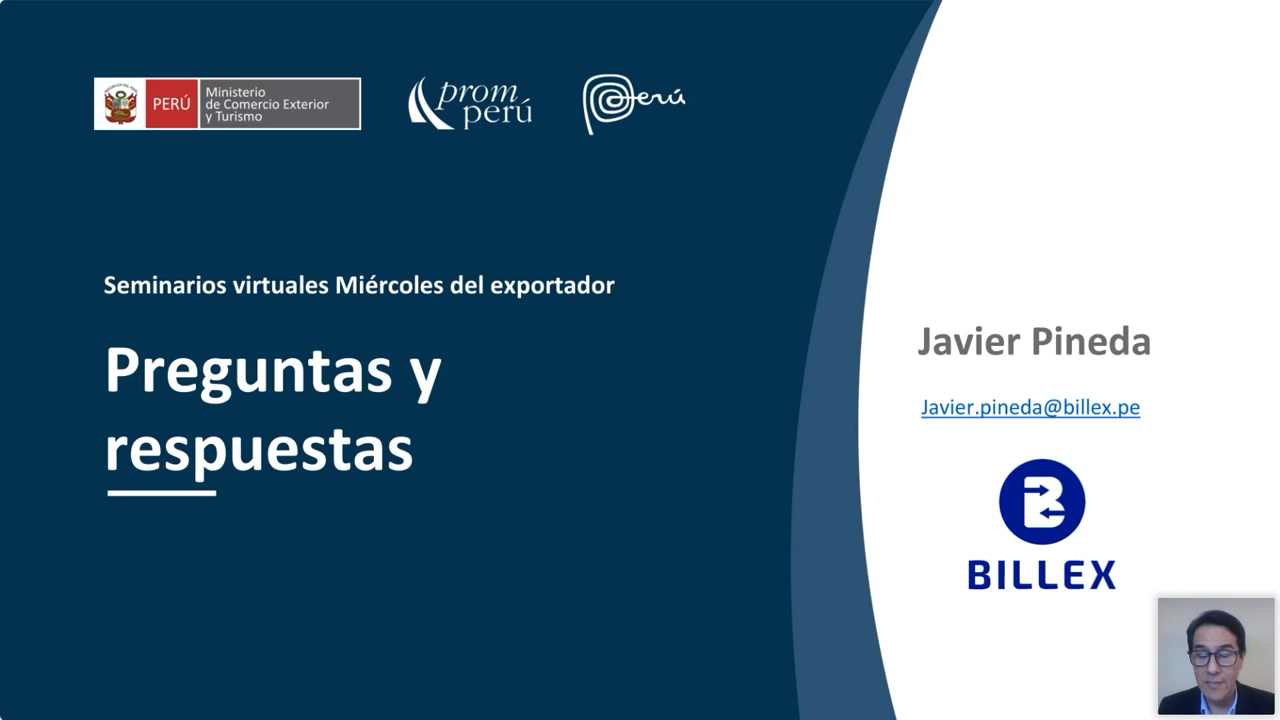 PERÚ
Ministerio
de Comercio Exterior
y Turismo
prom
perú
Perú
Seminarios virtuales Miércoles del exportador
Preguntas y
respuestas
Javier Pineda
Javier.pineda@billex.pe
BILLEX